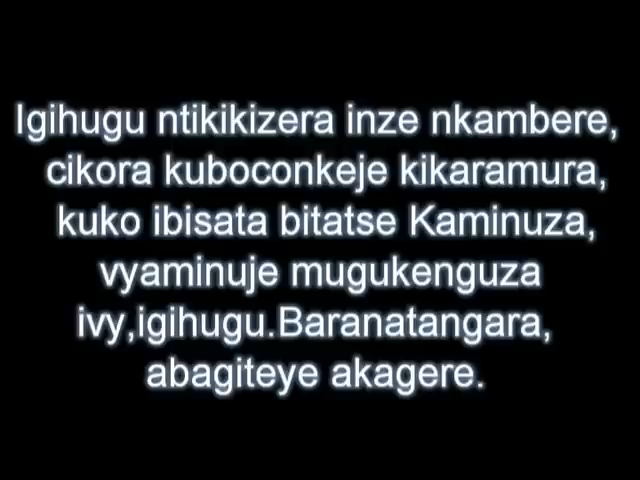 Igihugu ntikikizera inze nkambere,
cikora kuboconkeje kikaramura,
kuko ibisata bitatse Kaminuza,
vyaminuje mugukenguza
ivy,igihugu.Baranatangara,
abagiteye akagere.